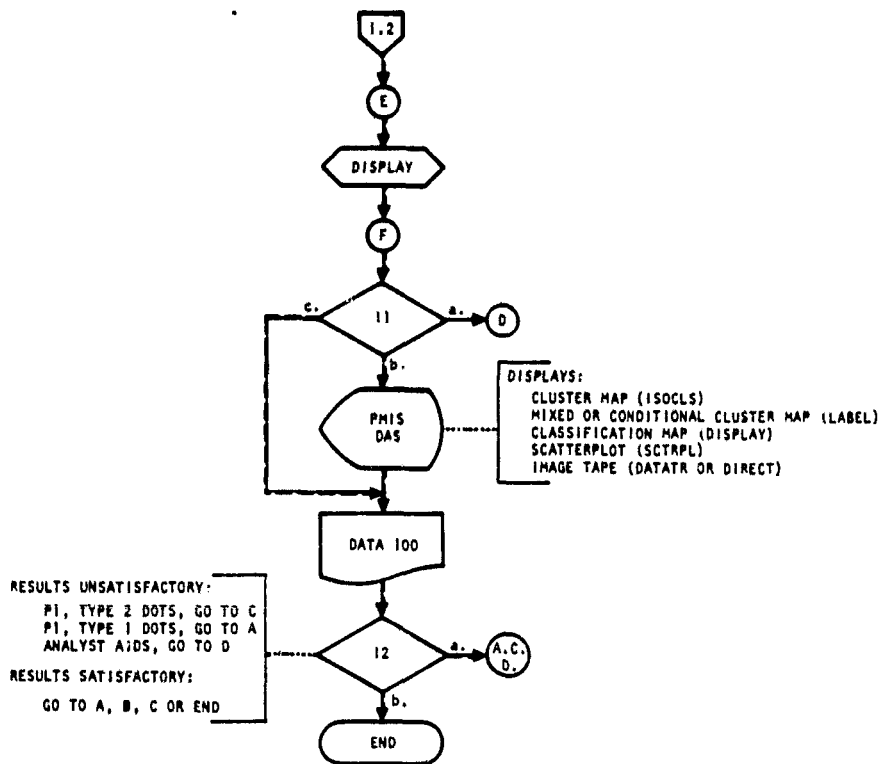 1.2
E
DISPLAY
F
c.
11
a.
D
b.
PMIS
DAS
DISPLAYS:
CLUSTER MAP (ISOCLS)
MIXED OR CONDITIONAL CLUSTER MAP (LABEL)
CLASSIFICATION MAP (DISPLAY)
SCATTERPLOT (SCTRPL)
IMAGE TAPE (DATATR OR DIRECT)
DATA 100
RESULTS UNSATISFACTORY:
P1, TYPE 2 DOTS, GO TO C
P1, TYPE 1 DOTS, GO TO A
ANALYST AIDS, GO TO D
RESULTS SATISFACTORY:
GO TO A, B, C OR END
12
a.
A.C.
D.
b.
END